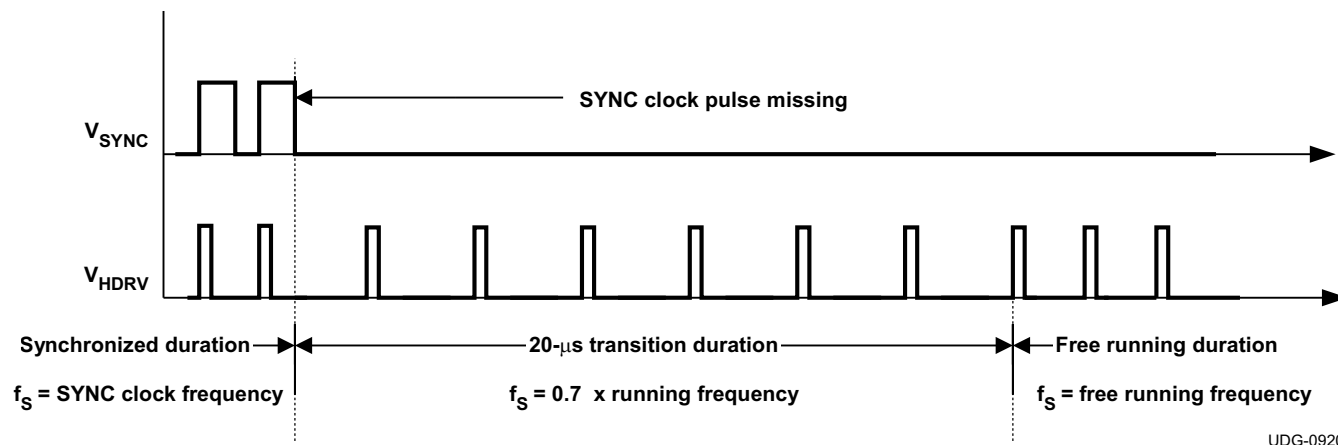 SYNC clock pulse missing
VSYNC
VHDRV
Synchronized duration
20-μs transition duration
Free running duration
fS = SYNC clock frequency
fS = 0.7 x running frequency
fS = free running frequency